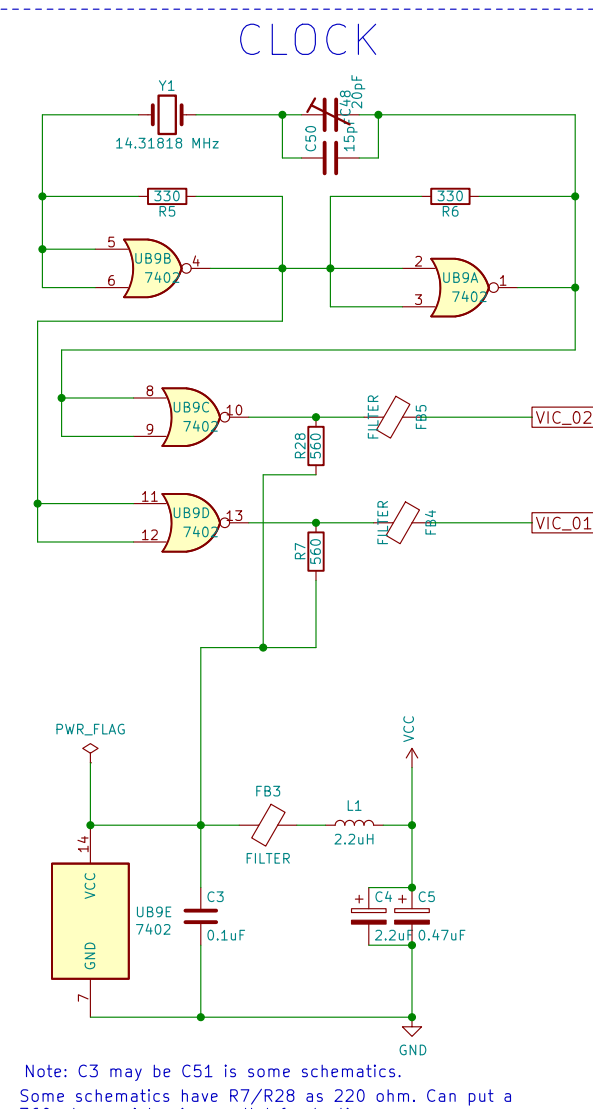 CLOCK
Y1
14.31818 MHz
C48
20pF
C50
15pF
330
R5
330
R6
5
6
UB9B
7402
4
2
3
UB9A
7402
1
8
9
UB9C
7402
10
R28
560
FILTER
FB5
VIC_02
11
12
UB9D
7402
13
R7
560
FILTER
FB4
VIC_01
PWR_FLAG
VCC
FB3
FILTER
L1
2.2uH
14
VCC
GND
7
UB9E
7402
C3
0.1uF
+
C4
2.2uF
+
C5
0.47uF
GND
Note: C3 may be C51 is some schematics.
Some schematics have R7/R28 as 220 ohm. Can put a